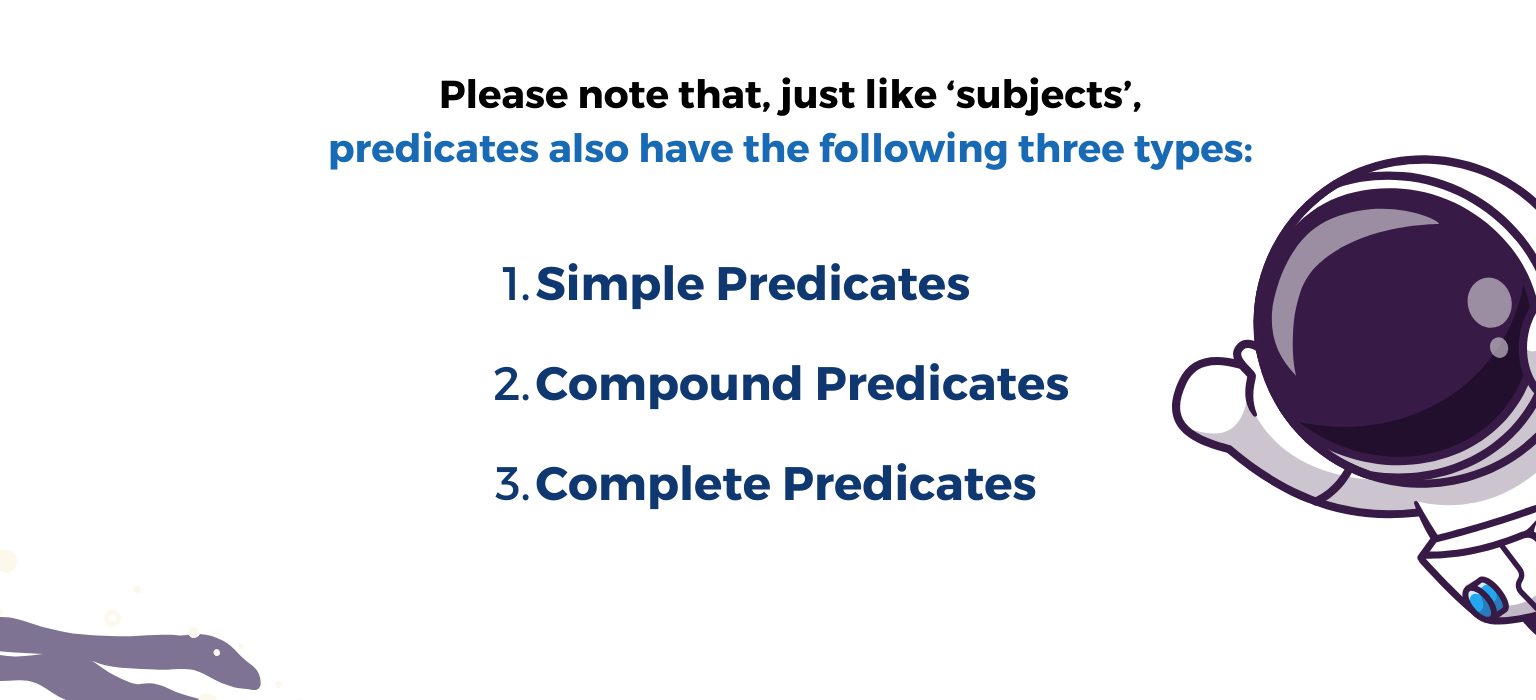 Please note that, just like ‘subjects’,
predicates also have the following three types:
1. Simple Predicates
2. Compound Predicates
3. Complete Predicates